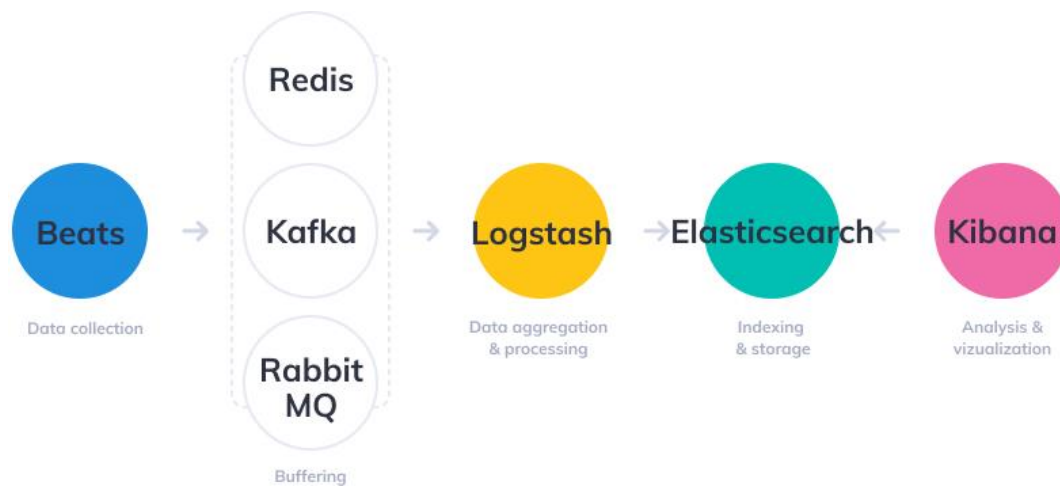 Redis
Beats
Kafka
Logstash
Elasticsearch
Kibana
Data collection
Data aggregation
& processing
Indexing
& storage
Analysis &
vizualization
Rabbit
MQ
Buffering